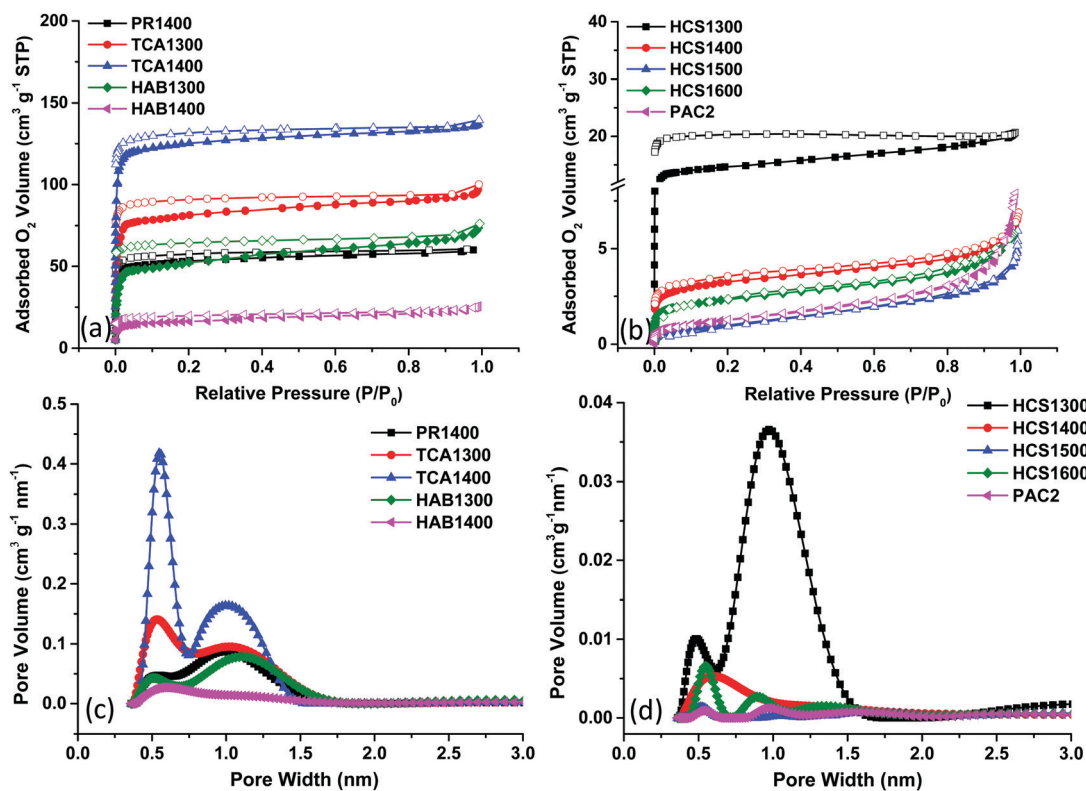 PR1400
TCA1300
TCA1400
HAB1300
HAB1400
200
150
100
50
0
0.0 0.2 0.4 0.6 0.8 1.0
Adsorbed O2 Volume (cm3 g-1 STP)
Relative Pressure (P/P0)
(a)
HCS1300
HCS1400
HCS1500
HCS1600
PAC2
40
30
20
10
5
0
0.0 0.2 0.4 0.6 0.8 1.0
Adsorbed O2 Volume (cm3 g-1 STP)
Relative Pressure (P/P0)
(b)
PR1400
TCA1300
TCA1400
HAB1300
HAB1400
0.5
0.4
0.3
0.2
0.1
0.0
0.0 0.5 1.0 1.5 2.0 2.5 3.0
Pore Volume (cm3 g-1 nm-1)
Pore Width (nm)
(c)
HCS1300
HCS1400
HCS1500
HCS1600
PAC2
0.04
0.03
0.02
0.01
0.00
0.0 0.5 1.0 1.5 2.0 2.5 3.0
Pore Volume (cm3g-1nm-1)
Pore Width (nm)
(d)